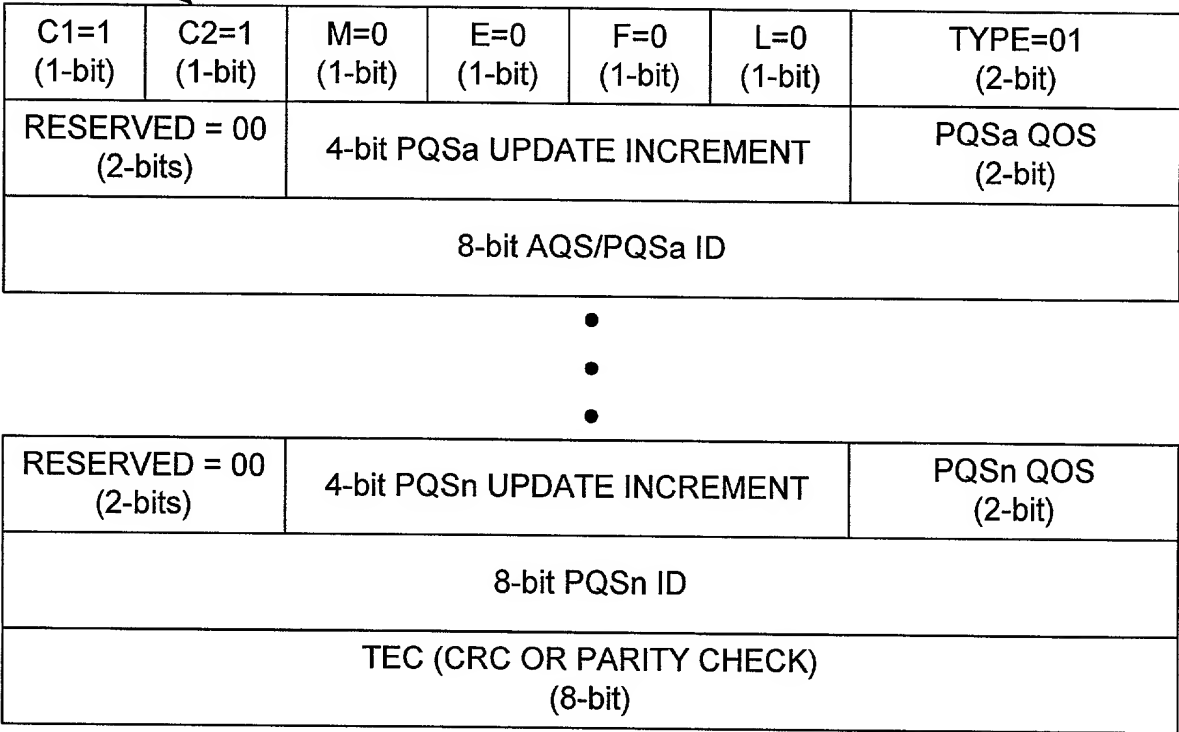 C1=1 C2=1 M=0 E=0 F=0 L=0 TYPE=01
(1-bit) (1-bit) (1-bit) (1-bit) (1-bit) (1-bit) (2-bit)
RESERVED = 00
(2-bits)
4-bit PQSa UPDATE INCREMENT
PQSa QOS
(2-bit)
8-bit AQS/PQSa ID
RESERVED = 00
(2-bits)
4-bit PQSn UPDATE INCREMENT
PQSn QOS
(2-bit)
8-bit PQSn ID
TEC (CRC OR PARITY CHECK)
(8-bit)